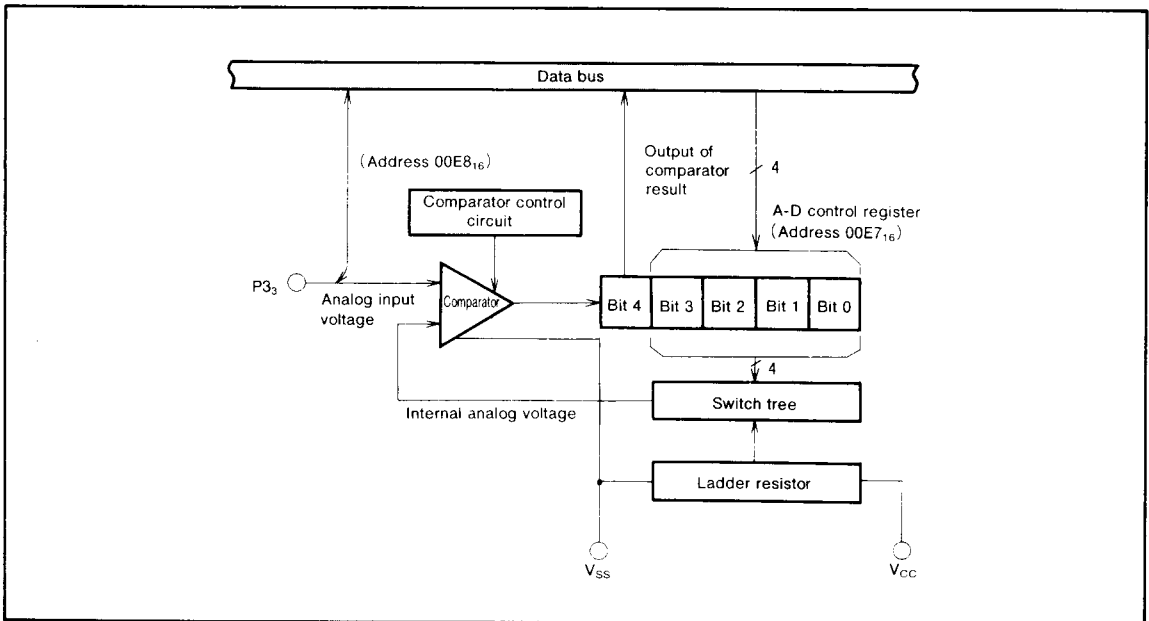 Data bus
(Address 00E8₁₆)
Output of
comparator
result
4
Comparator control
circuit
A-D control register
(Address 00E7₁₆)
P3₃
Analog input
voltage
Comparator
Bit 4
Bit 3
Bit 2
Bit 1
Bit 0
4
Internal analog voltage
Switch tree
Ladder resistor
V_SS
V_CC